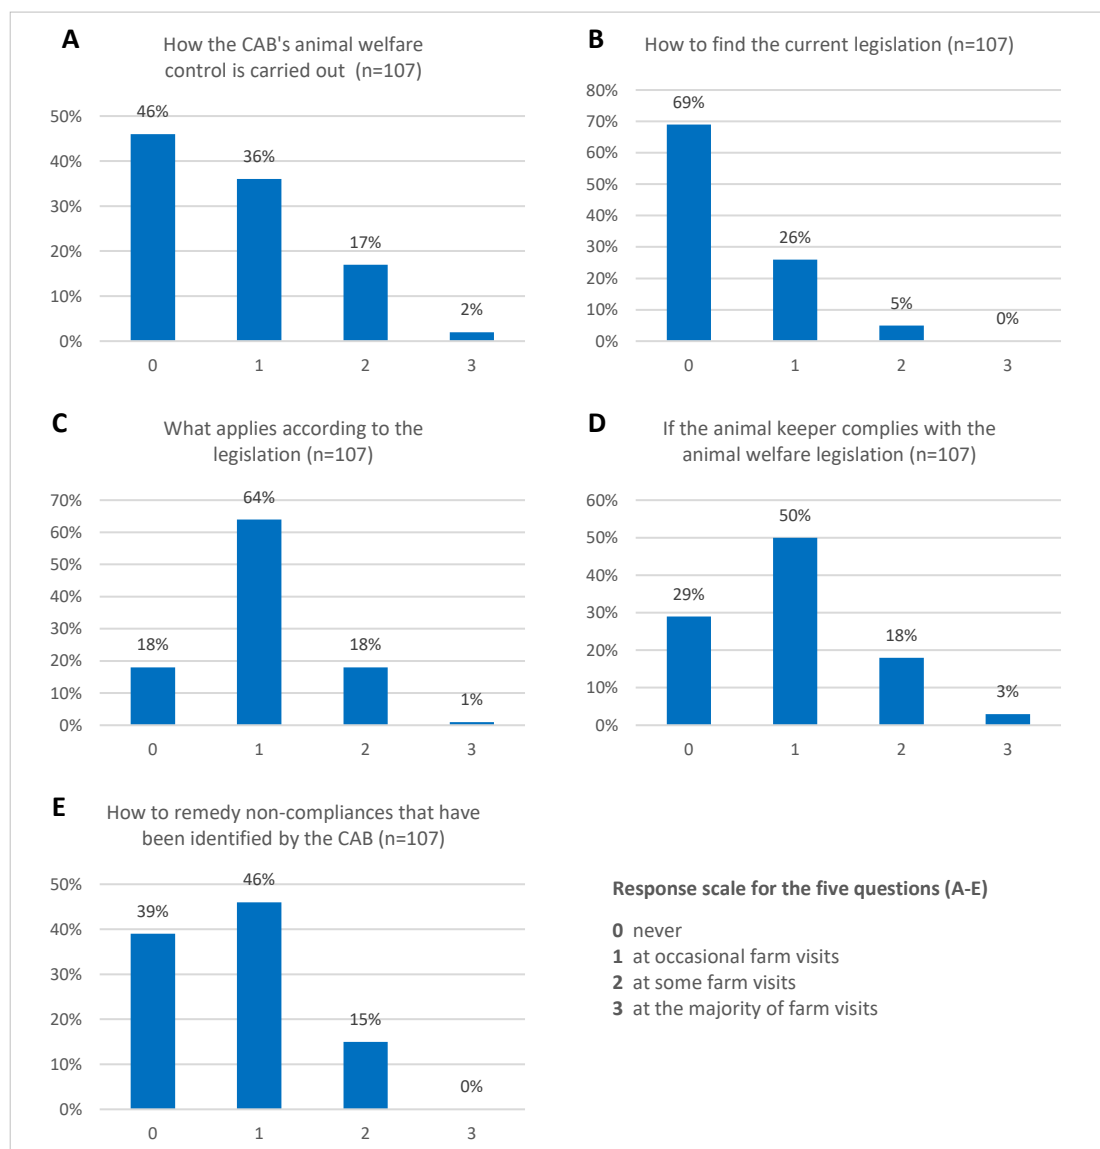 A
How the CAB's animal welfare
control is carried out (n=107)
50%
40%
30%
20%
10%
0%
46%
36%
17%
2%
0 1 2 3
B
How to find the current legislation (n=107)
80%
70%
60%
50%
40%
30%
20%
10%
0%
69%
26%
5%
0%
0 1 2 3
C
What applies according to the
legislation (n=107)
70%
60%
50%
40%
30%
20%
10%
0%
18%
64%
18%
1%
0 1 2 3
D
If the animal keeper complies with the
animal welfare legislation (n=107)
60%
50%
40%
30%
20%
10%
0%
29%
50%
18%
3%
0 1 2 3
E
How to remedy non-compliances that have
been identified by the CAB (n=107)
50%
40%
30%
20%
10%
0%
39%
46%
15%
0%
0 1 2 3
Response scale for the five questions (A-E)
0 never
1 at occasional farm visits
2 at some farm visits
3 at the majority of farm visits